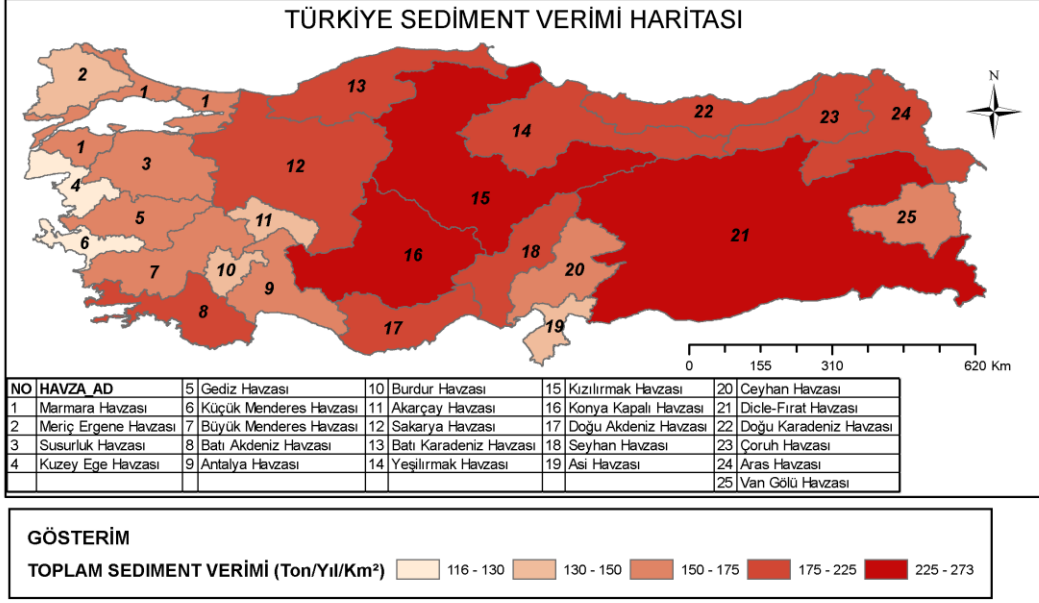 TÜRKİYE SEDİMENT VERİMİ HARİTASI
N
2
1
1
13
22
23
24
14
1
3
12
4
15
11
5
25
6
21
16
18
10
7
20
9
8
17
19
0 155 310 620 Km
NO HAVZA_AD 5 Gediz Havzası 10 Burdur Havzası 15 Kızılırmak Havzası 20 Ceyhan Havzası
1 Marmara Havzası 6 Küçük Menderes Havzası 11 Akarçay Havzası 16 Konya Kapalı Havzası 21 Dicle-Fırat Havzası
2 Meriç Ergene Havzası 7 Büyük Menderes Havzası 12 Sakarya Havzası 17 Doğu Akdeniz Havzası 22 Doğu Karadeniz Havzası
3 Susurluk Havzası 8 Batı Akdeniz Havzası 13 Batı Karadeniz Havzası 18 Seyhan Havzası 23 Çoruh Havzası
4 Kuzey Ege Havzası 9 Antalya Havzası 14 Yeşilırmak Havzası 19 Asi Havzası 24 Aras Havzası
25 Van Gölü Havzası
GÖSTERİM
TOPLAM SEDIMENT VERİMİ (Ton/Yıl/Km²) 116 - 130 130 - 150 150 - 175 175 - 225 225 - 273